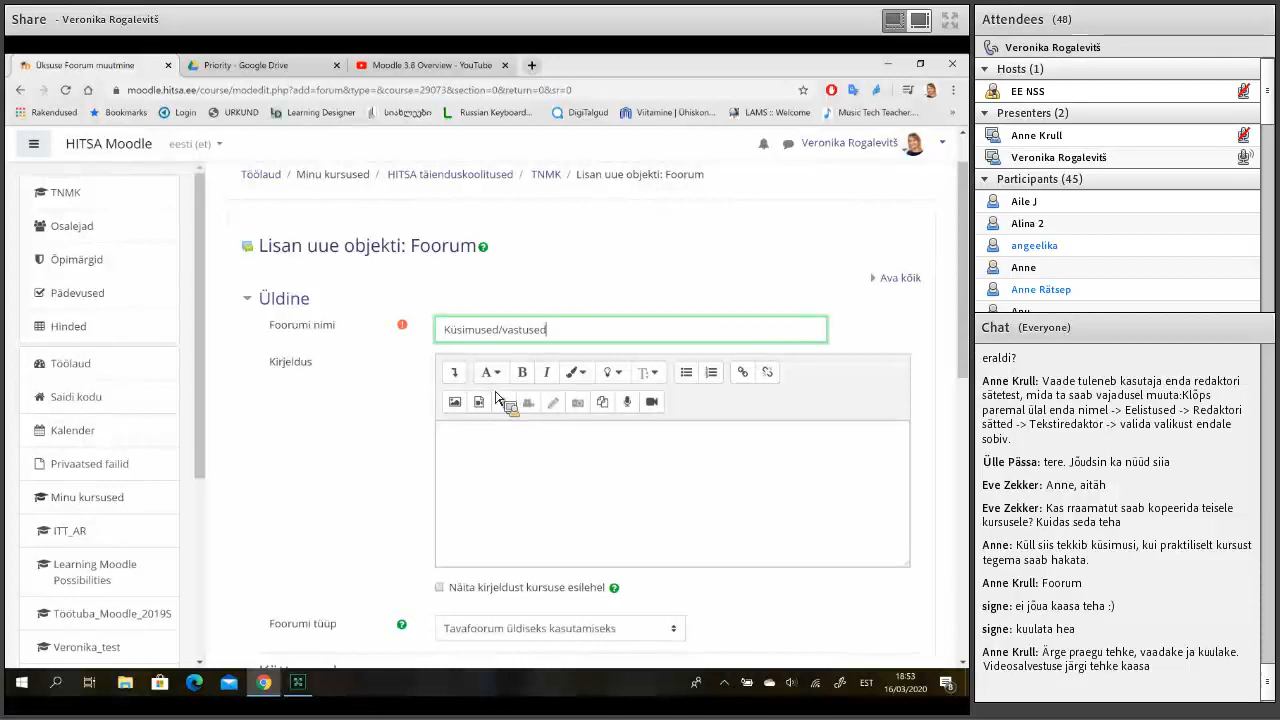 Share - Veronika Rogalevitš
Üksuse Foorum muutmine
Priority - Google Drive
Moodle 3.8 Overview - YouTube
moodle.hitsa.ee/course/modedit.php?add=forum&type=&course=29073&section=0&return=0&sr=0
Rakendused
Bookmarks
Login
URKUND
Learning Designer
სიახლეები
Russian Keyboard...
DigiTalgud
Viitamine | Ühiskon...
LAMS :: Welcome
Music Tech Teacher,...
HITSA Moodle
eesti (et)
Veronika Rogalevitš
TNMK
Osalejad
Õpimärgid
Pädevused
Hinded
Töölaud
Saidi kodu
Kalender
Privaatsed failid
Minu kursused
ITT_AR
Learning Moodle
Possibilities
Töötuba_Moodle_2019S
Veronika_test
Töölaud / Minu kursused / HITSA täienduskoolitused / TNMK / Lisan uue objekti: Foorum
Lisan uue objekti: Foorum
Ava kõik
Üldine
Foorumi nimi
Küsimused/vastused
Kirjeldus
Näita kirjeldust kursuse esilehel
Foorumi tüüp
Tavafoorum üldiseks kasutamiseks
EST
18:53
16/03/2020
8
Attendees (48)
Veronika Rogalevitš
Hosts (1)
EE NSS
Presenters (2)
Anne Krull
Veronika Rogalevitš
Participants (45)
Aile J
Alina 2
angeelika
Anne
Anne Rätsep
Chat (Everyone)
eraldi?
Anne Krull: Vaade tuleneb kasutaja enda redaktori
sätetest, mida ta saab vajadusel muuta:Klõps
paremal ülal enda nimel -> Eelistused -> Redaktori
sätted -> Tekstiredaktor -> valida valikust endale
sobiv.
Ülle Pässa: tere. Jõudsin ka nüüd siia
Eve Zekker: Anne, aitäh
Eve Zekker: Kas rraamatut saab kopeerida teisele
kursusele? Kuidas seda teha
Anne: Küll siis tekkib küsimusi, kui praktiliselt kursust
tegema saab hakata.
Anne Krull: Foorum
signe: ei jõua kaasa teha :)
signe: kuulata hea
Anne Krull: Ärge praegu tehke, vaadake ja kuulake.
Videosalvestuse järgi tehke kaasa